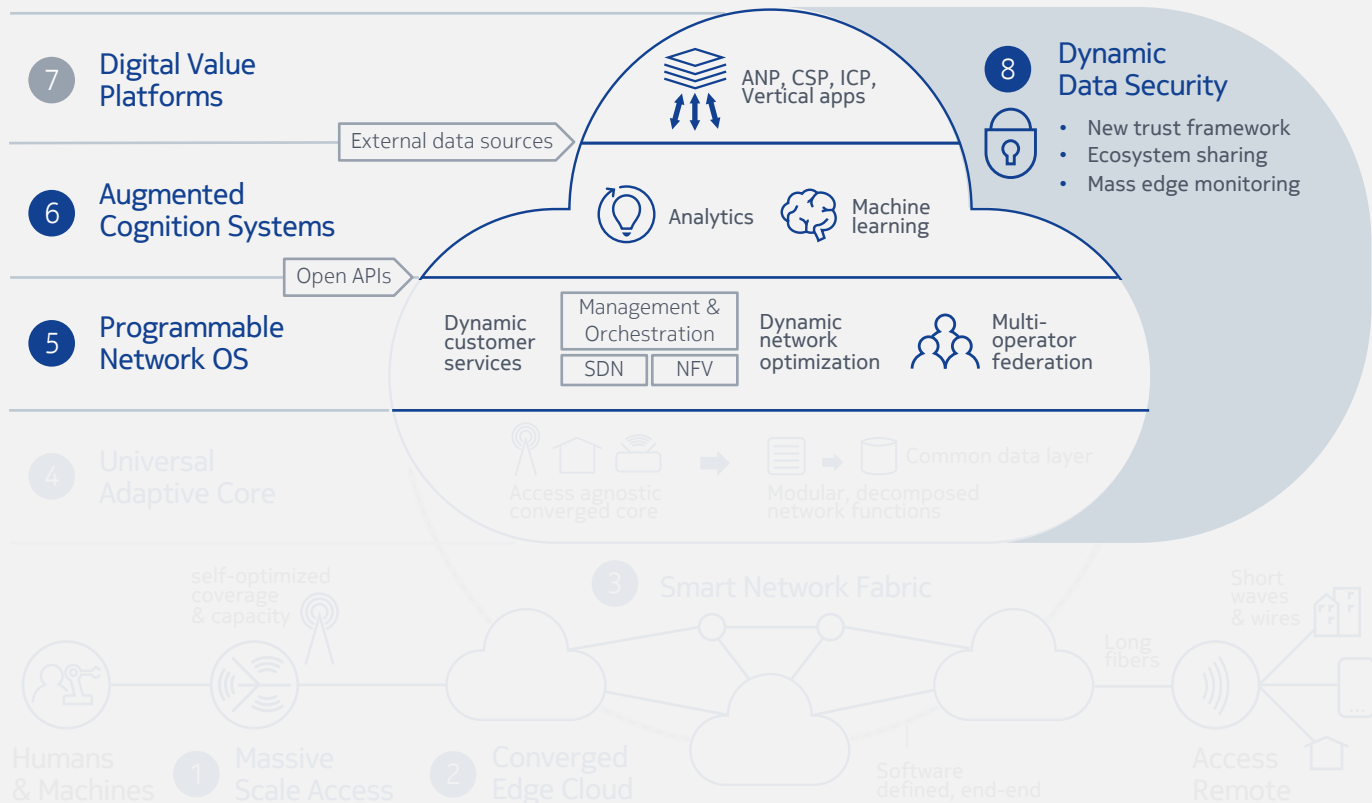 7
Digital Value
Platforms
ANP, CSP, ICP,
Vertical apps
8
Dynamic
Data Security
• New trust framework
• Ecosystem sharing
• Mass edge monitoring
External data sources
6
Augmented
Cognition Systems
Analytics
Machine
learning
Open APIs
5
Programmable
Network OS
Dynamic
customer
services
Management &
Orchestration
SDN
NFV
Dynamic
network
optimization
Multi-
operator
federation
4
Universal
Adaptive Core
Access agnostic
converged core
Modular, decomposed
network functions
Common data layer
self-optimized
coverage
& capacity
3
Smart Network Fabric
Short
waves
& wires
Long
fibers
Humans
& Machines
1
Massive
Scale Access
2
Converged
Edge Cloud
Software
defined, end-end
Access
Remote